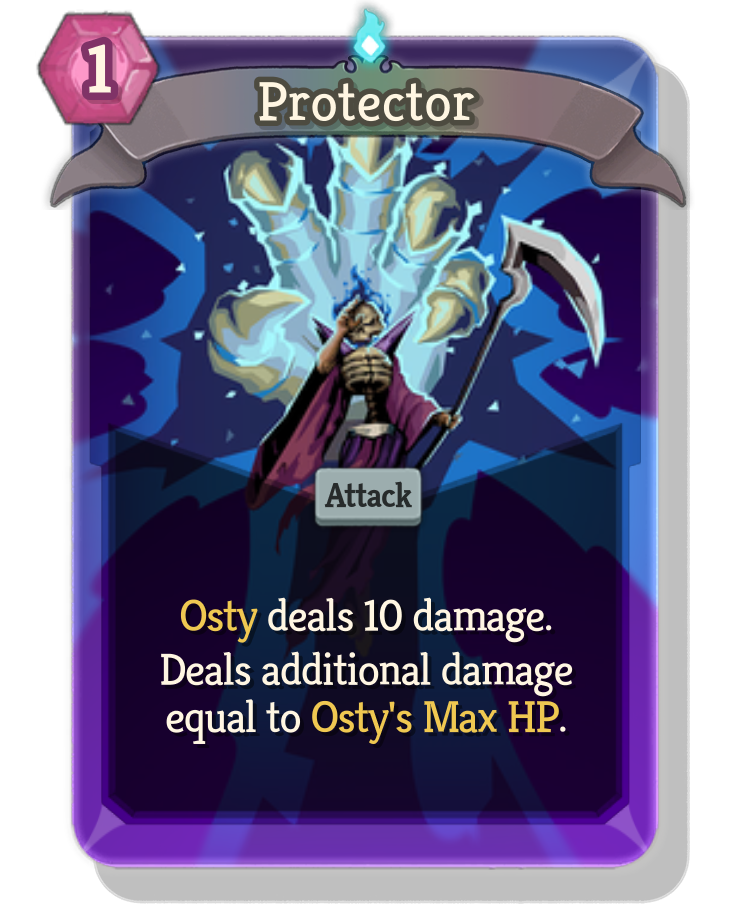 1
Protector
Attack
Osty deals 10 damage.
Deals additional damage
equal to Osty's Max HP.